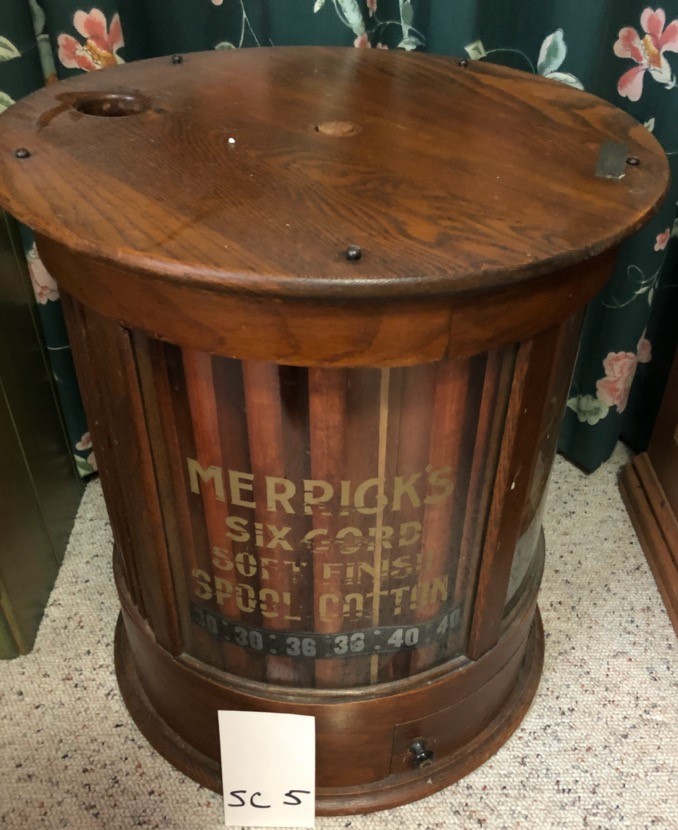 MERRICK'S
SIX CORD
SOFT FINISH
SPOOL COTTON
30 : 30 : 36 : 36 : 40 : 40
SC 5